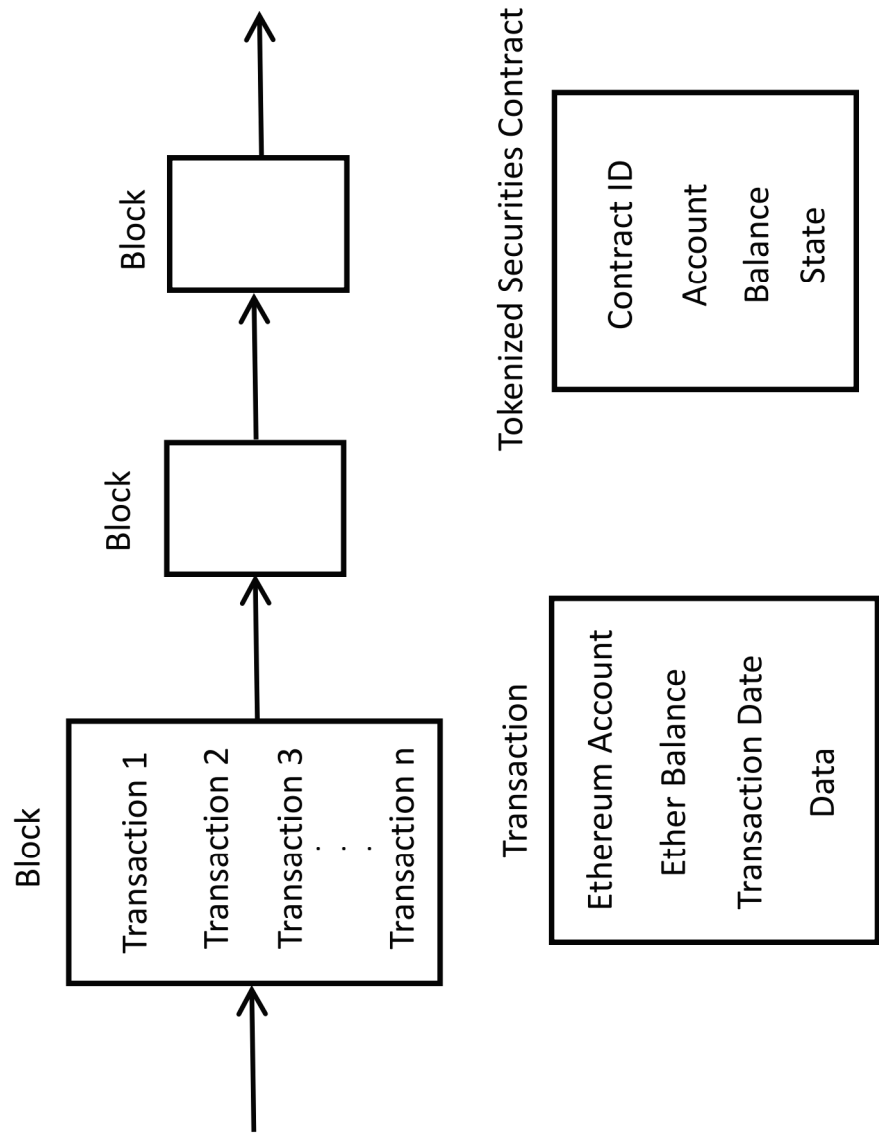 Block
Transaction 1
Transaction 2
Transaction 3
. . .
Transaction n
Block
Block
Transaction
Ethereum Account
Ether Balance
Transaction Date
Data
Tokenized Securities Contract
Contract ID
Account
Balance
State